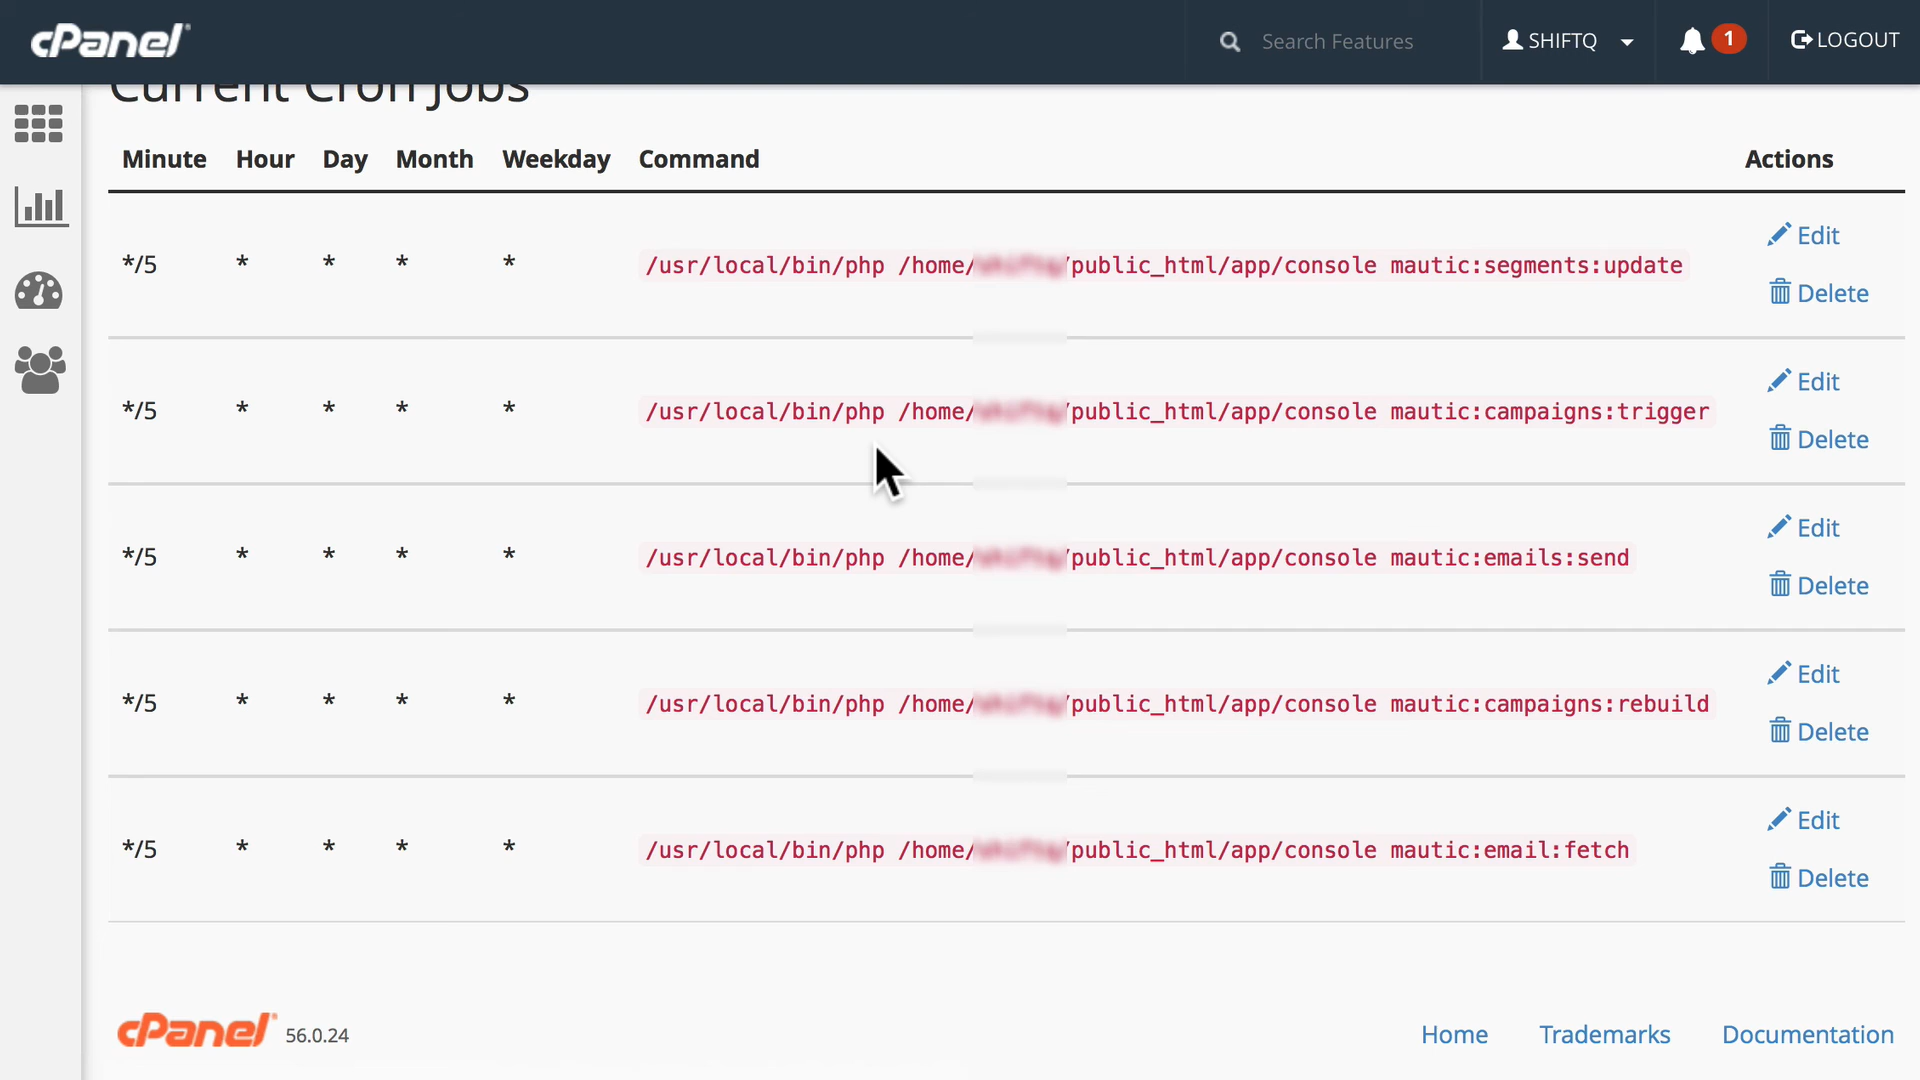 cPanel
Search Features
SHIFTQ
1
LOGOUT
Current Cron Jobs
Minute Hour Day Month Weekday Command Actions
*/5 * * * * /usr/local/bin/php /home/ /public_html/app/console mautic:segments:update
Edit
Delete
*/5 * * * * /usr/local/bin/php /home/ /public_html/app/console mautic:campaigns:trigger
Edit
Delete
*/5 * * * * /usr/local/bin/php /home/ /public_html/app/console mautic:emails:send
Edit
Delete
*/5 * * * * /usr/local/bin/php /home/ /public_html/app/console mautic:campaigns:rebuild
Edit
Delete
*/5 * * * * /usr/local/bin/php /home/ /public_html/app/console mautic:email:fetch
Edit
Delete
cPanel 56.0.24
Home Trademarks Documentation